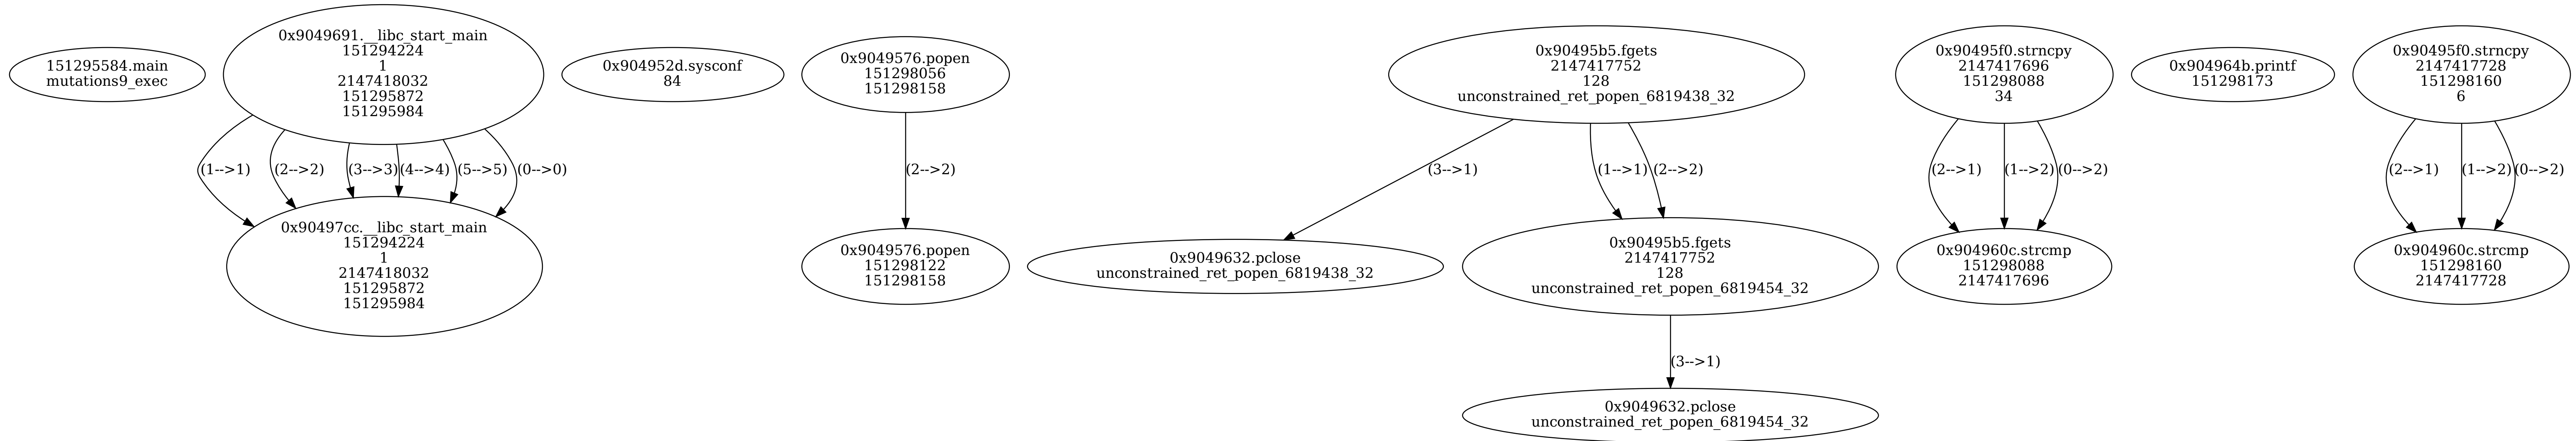 151295584.main
mutations9_exec
0x9049691.__libc_start_main
151294224
1
2147418032
151295872
151295984
0x904952d.sysconf
84
0x9049576.popen
151298056
151298158
0x90495b5.fgets
2147417752
128
unconstrained_ret_popen_6819438_32
0x90495f0.strncpy
2147417696
151298088
34
0x904964b.printf
151298173
0x90495f0.strncpy
2147417728
151298160
6
(1-->1)
(2-->2)
(3-->3)
(4-->4)
(5-->5)
(0-->0)
(2-->2)
(3-->1)
(1-->1)
(2-->2)
(2-->1)
(1-->2)
(0-->2)
(2-->1)
(1-->2)
(0-->2)
0x90497cc.__libc_start_main
151294224
1
2147418032
151295872
151295984
0x9049576.popen
151298122
151298158
0x9049632.pclose
unconstrained_ret_popen_6819438_32
0x90495b5.fgets
2147417752
128
unconstrained_ret_popen_6819454_32
0x904960c.strcmp
151298088
2147417696
0x904960c.strcmp
151298160
2147417728
(3-->1)
0x9049632.pclose
unconstrained_ret_popen_6819454_32